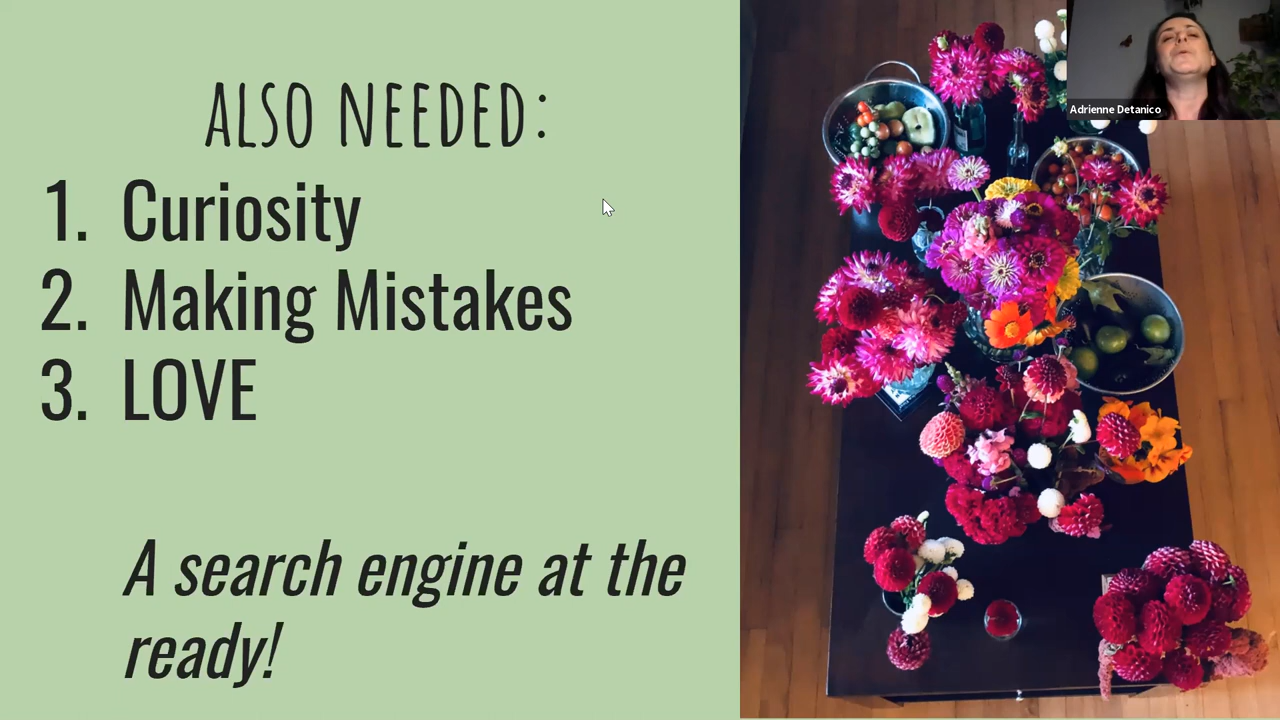 ALSO NEEDED:
1. Curiosity
2. Making Mistakes
3. LOVE
A search engine at the
ready!
Adrienne Detanico